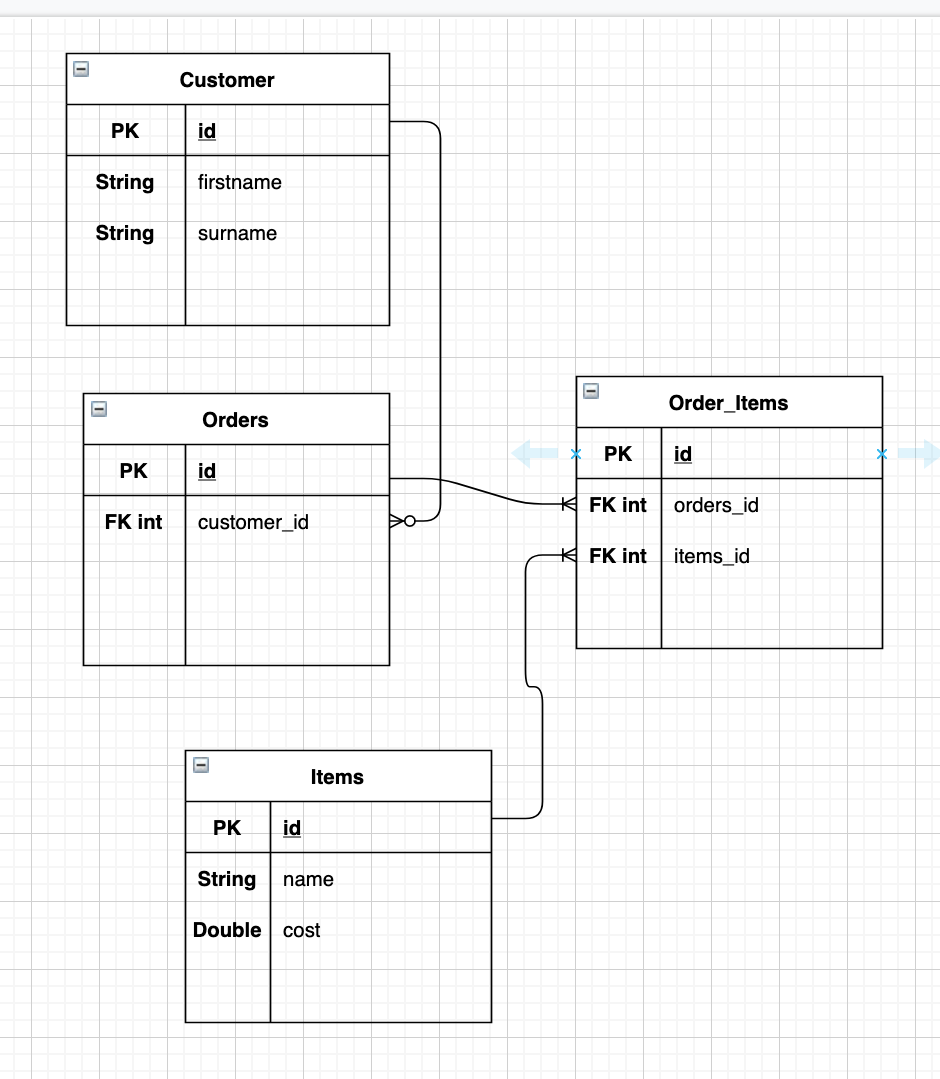 Customer
PK id
String firstname
String surname
Orders
PK id
FK int customer_id
Order_Items
PK id
FK int orders_id
FK int items_id
Items
PK id
String name
Double cost